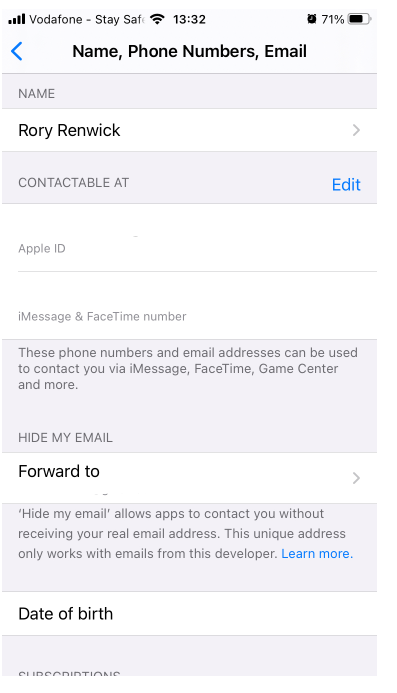 Vodafone - Stay Saf 13:32 71%
Name, Phone Numbers, Email
NAME
Rory Renwick
CONTACTABLE AT Edit
Apple ID
iMessage & FaceTime number
These phone numbers and email addresses can be used
to contact you via iMessage, FaceTime, Game Center
and more.
HIDE MY EMAIL
Forward to
‘Hide my email’ allows apps to contact you without
receiving your real email address. This unique address
only works with emails from this developer. Learn more.
Date of birth
SUBSCRIPTIONS